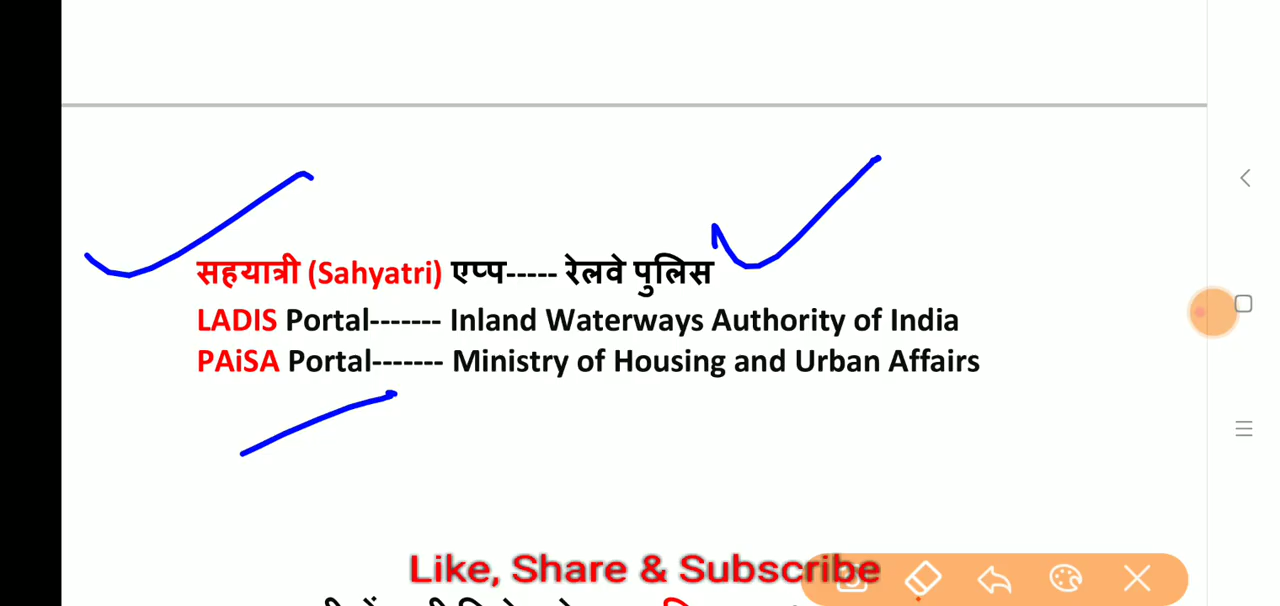 सहयात्री (Sahyatri) एप्प----- रेलवे पुलिस
LADIS Portal------- Inland Waterways Authority of India
PAiSA Portal------- Ministry of Housing and Urban Affairs
Like, Share & Subscribe